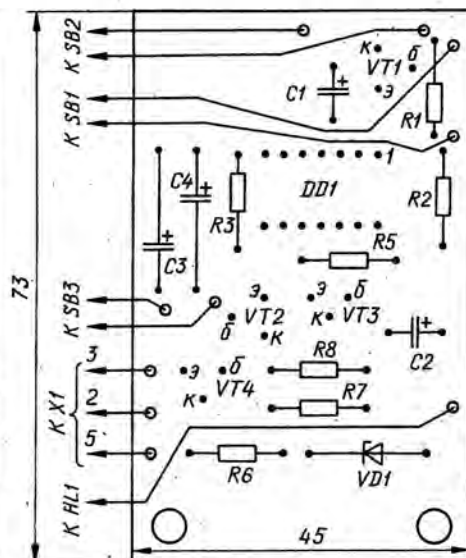 К SB2
К SB1
К SB3
3
К X1
2
5
К HL1
73
45
к
б
VT1
э
C1
R1
1
DD1
C4
C3
R3
R2
R5
э
б
VT2
к
э
б
VT3
к
C2
э
б
VT4
к
R8
R7
R6
VD1
+
+
+
+